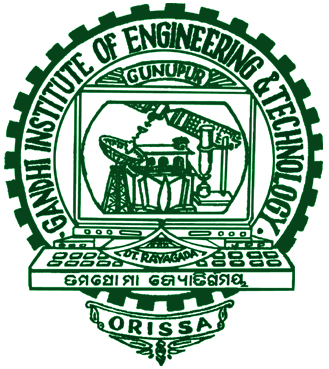 GANDHI INSTITUTE OF ENGINEERING & TECHNOLOGY
GUNUPUR
DT. RAYAGADA
ତମସୋ ମା ଜ୍ୟୋତିର୍ଗମୟ
ORISSA